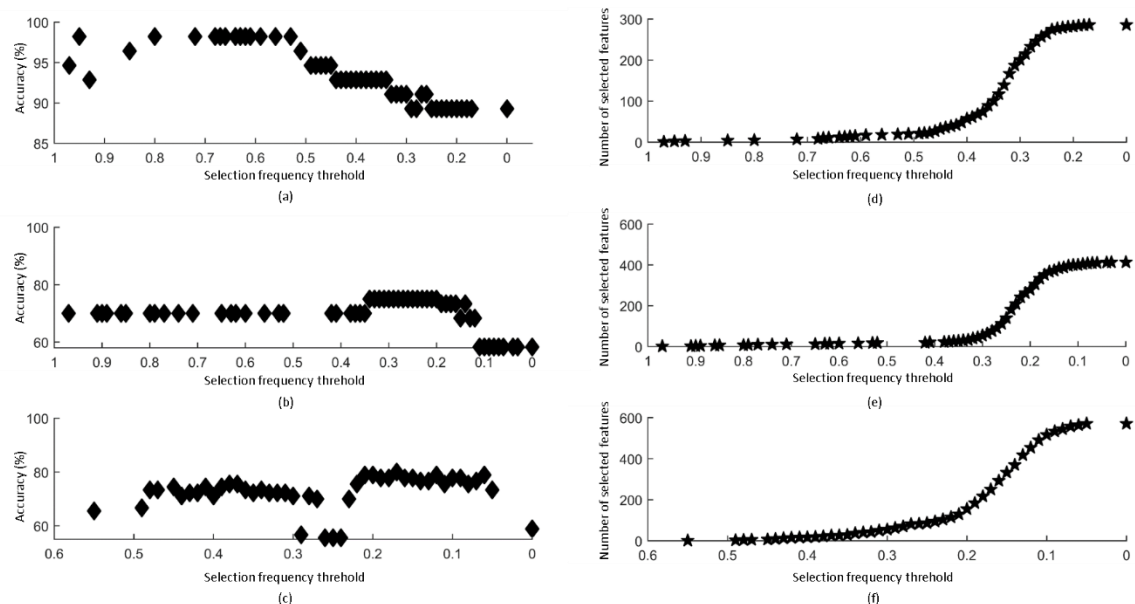 100
95
90
85
Accuracy (%)
1 0.9 0.8 0.7 0.6 0.5 0.4 0.3 0.2 0
Selection frequency threhold
(a)
100
80
60
Accuracy (%)
1 0.9 0.8 0.7 0.6 0.5 0.4 0.3 0.2 0.1 0
Selection frequency threhold
(b)
100
80
60
Accuracy (%)
0.6 0.5 0.4 0.3 0.2 0.1 0
Selection frequency threhold
(c)
300
200
100
0
Number of selected features
1 0.9 0.8 0.7 0.6 0.5 0.4 0.3 0.2 0
Selection frequency threhold
(d)
600
400
200
0
Number of selected features
1 0.9 0.8 0.7 0.6 0.5 0.4 0.3 0.2 0.1 0
Selection frequency threhold
(e)
600
400
200
0
Number of selected features
0.6 0.5 0.4 0.3 0.2 0.1 0
Selection frequency threhold
(f)